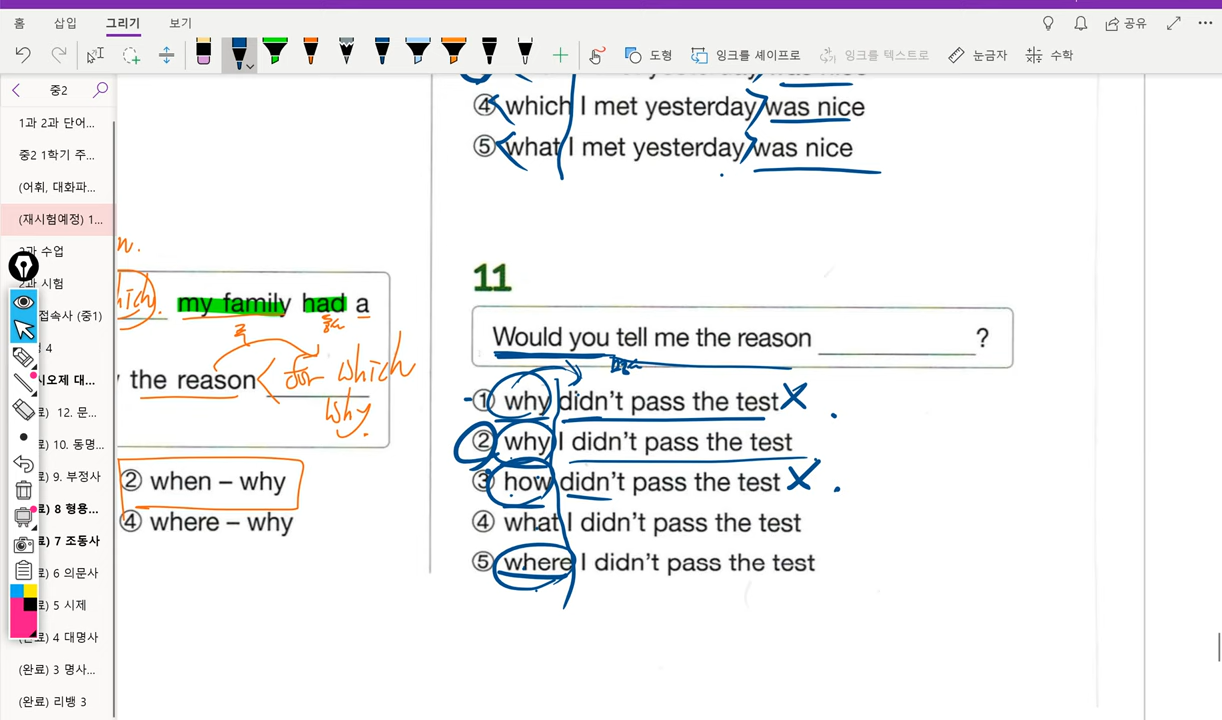 홈 삽입 그리기 보기
공유
도형 잉크를 셰이프로 잉크를 텍스트로 눈금자 수학
중2
1과 2과 단어...
중2 1학기 주...
(어휘, 대화파...
(재시험예정) 1...
2과 수업
2과 시험
접속사 (중1)
4
시오제 대...
12. 문...
10. 동명...
9. 부정사
8 형용...
7 조동사
6 의문사
5 시제
4 대명사
(완료) 3 명사...
(완료) 리뱅 3
my family had a
the reason for which
why
② when – why
④ where – why
④ which I met yesterday was nice
⑤ what I met yesterday was nice
11
Would you tell me the reason ____________ ?
① why didn't pass the test X
② why I didn't pass the test
③ how didn't pass the test X
④ what I didn't pass the test
⑤ where I didn't pass the test